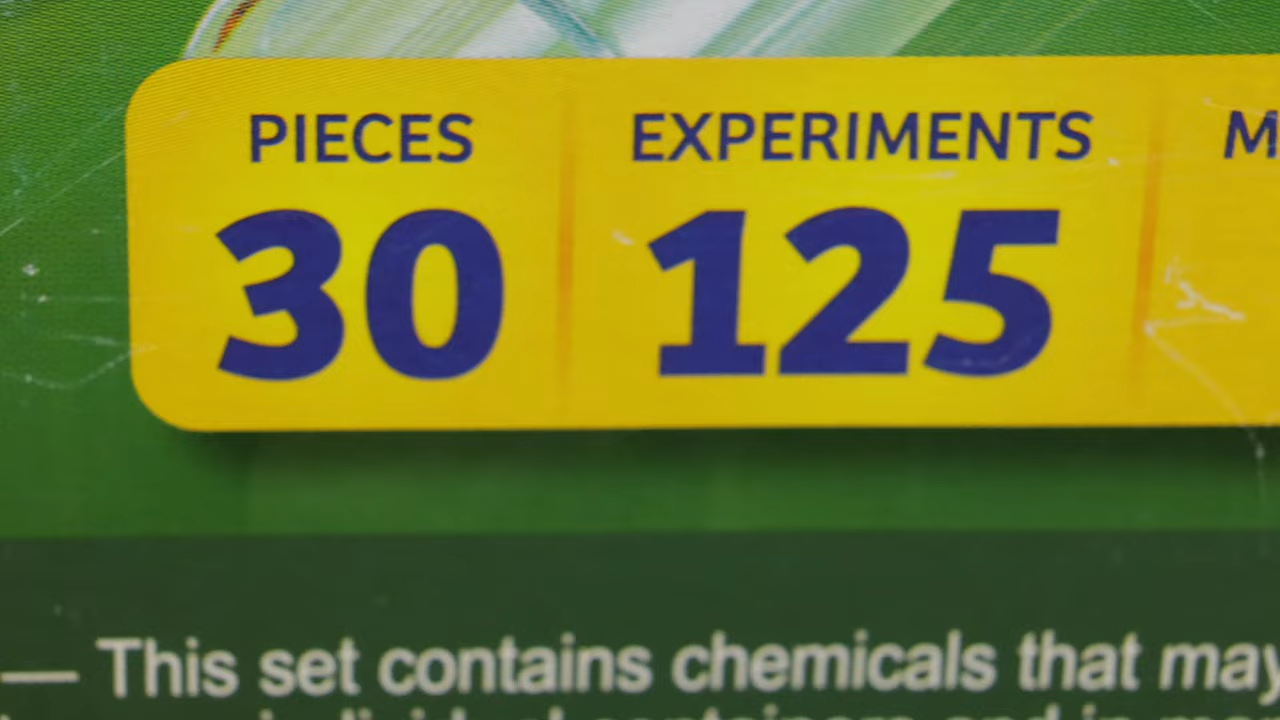 PIECES EXPERIMENTS
30 125
— This set contains chemicals that may